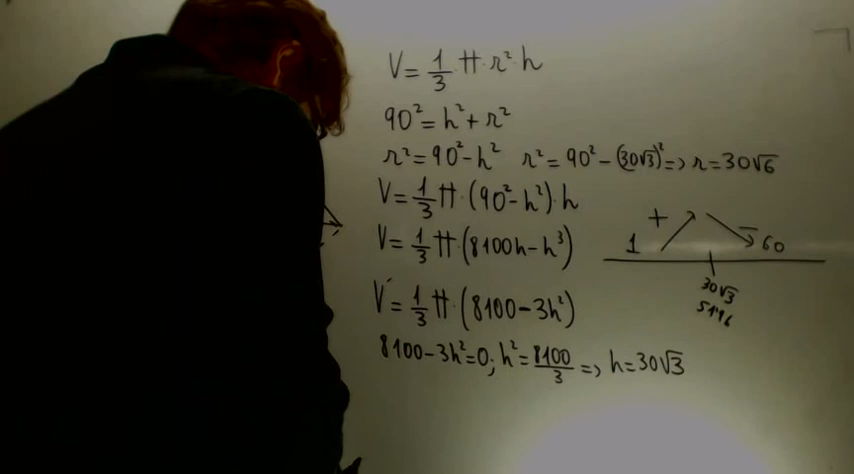 V = 1/3 π · r² h
90² = h² + r²
r² = 90² - h² r² = 90² - (30√3)² => r = 30√6
V = 1/3 π · (90² - h²) · h
V = 1/3 π · (8100h - h³)
V´ = 1/3 π · (8100 - 3h²)
8100 - 3h² = 0; h² = 8100/3 => h = 30√3
+ -
1 60
30√3
51'96